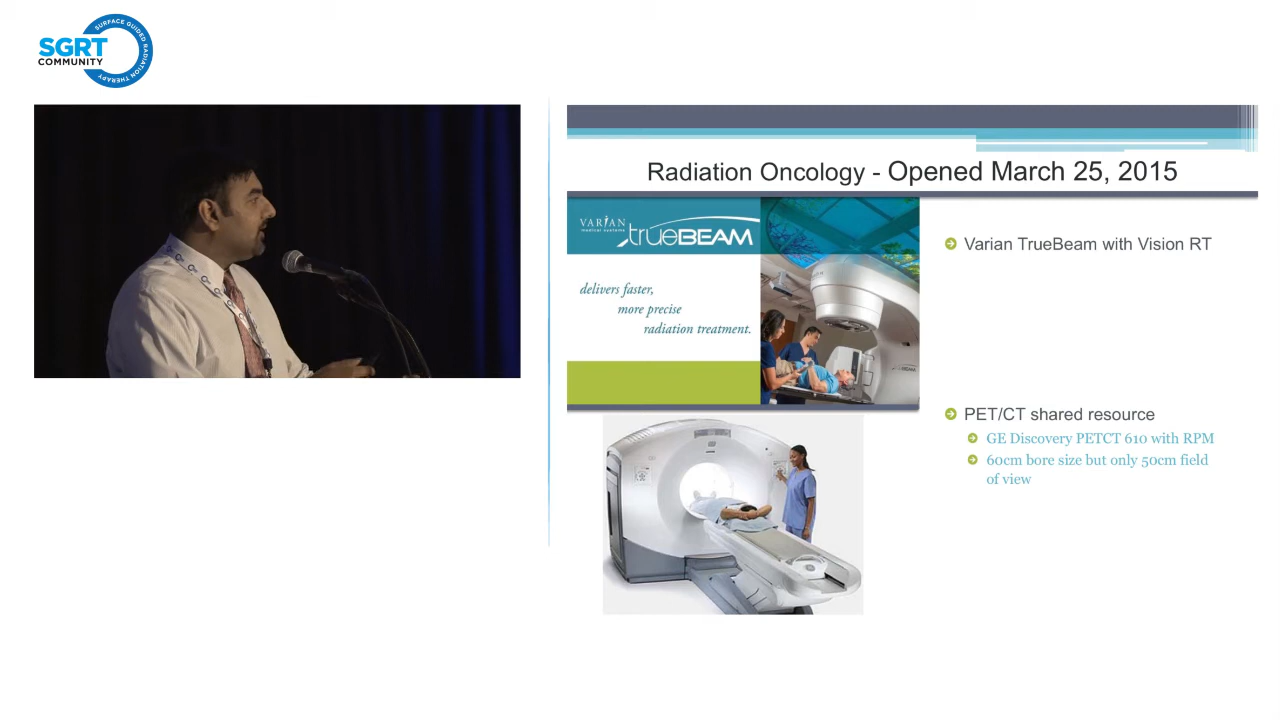 SURFACE GUIDED RADIATION THERAPY
SGRT
COMMUNITY
Radiation Oncology - Opened March 25, 2015
VARIAN
medical systems
trueBEAM
delivers faster,
more precise
radiation treatment.
Varian TrueBeam with Vision RT
PET/CT shared resource
GE Discovery PETCT 610 with RPM
60cm bore size but only 50cm field
of view